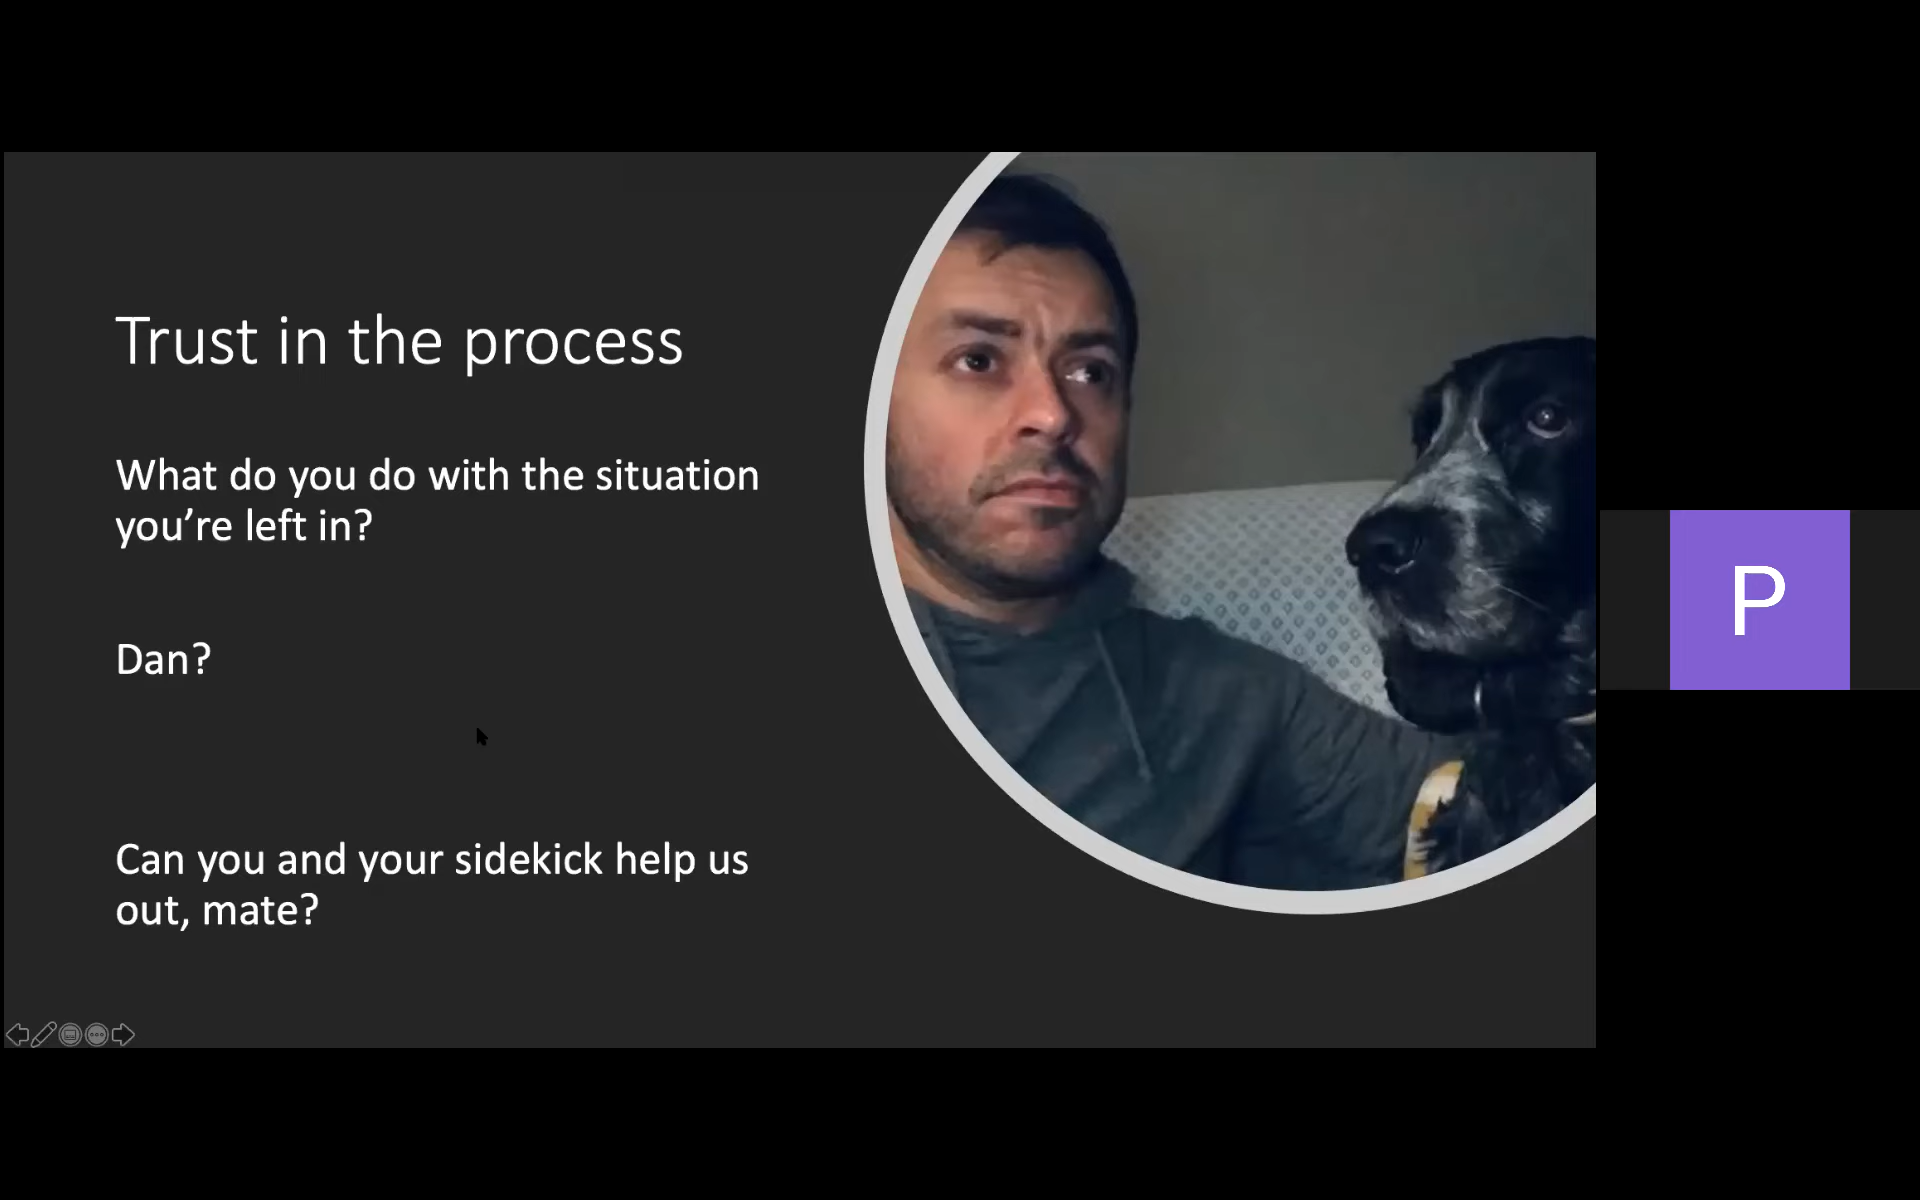 Trust in the process
What do you do with the situation
you’re left in?
Dan?
Can you and your sidekick help us
out, mate?
P